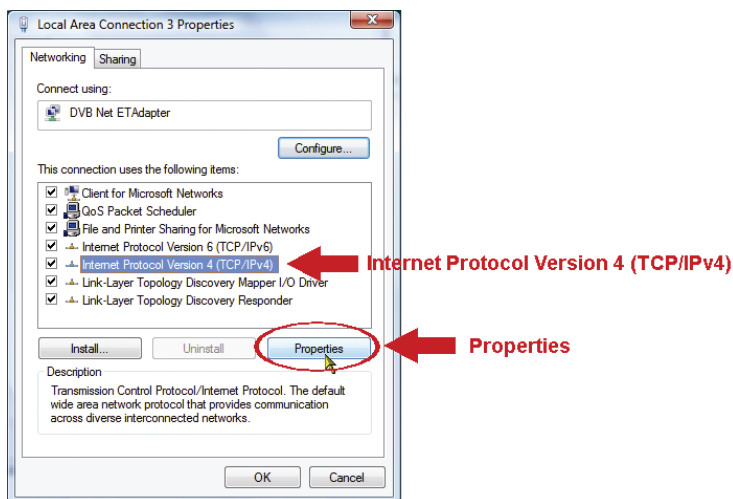 Local Area Connection 3 Properties
Networking
Sharing
Connect using:
DVB Net ETAdapter
Configure...
This connection uses the following items:
Client for Microsoft Networks
QoS Packet Scheduler
File and Printer Sharing for Microsoft Networks
Internet Protocol Version 6 (TCP/IPv6)
Internet Protocol Version 4 (TCP/IPv4)
Internet Protocol Version 4 (TCP/IPv4)
Link-Layer Topology Discovery Mapper I/O Driver
Link-Layer Topology Discovery Responder
Install...
Uninstall
Properties
Properties
Description
Transmission Control Protocol/Internet Protocol. The default
wide area network protocol that provides communication
across diverse interconnected networks.
OK
Cancel